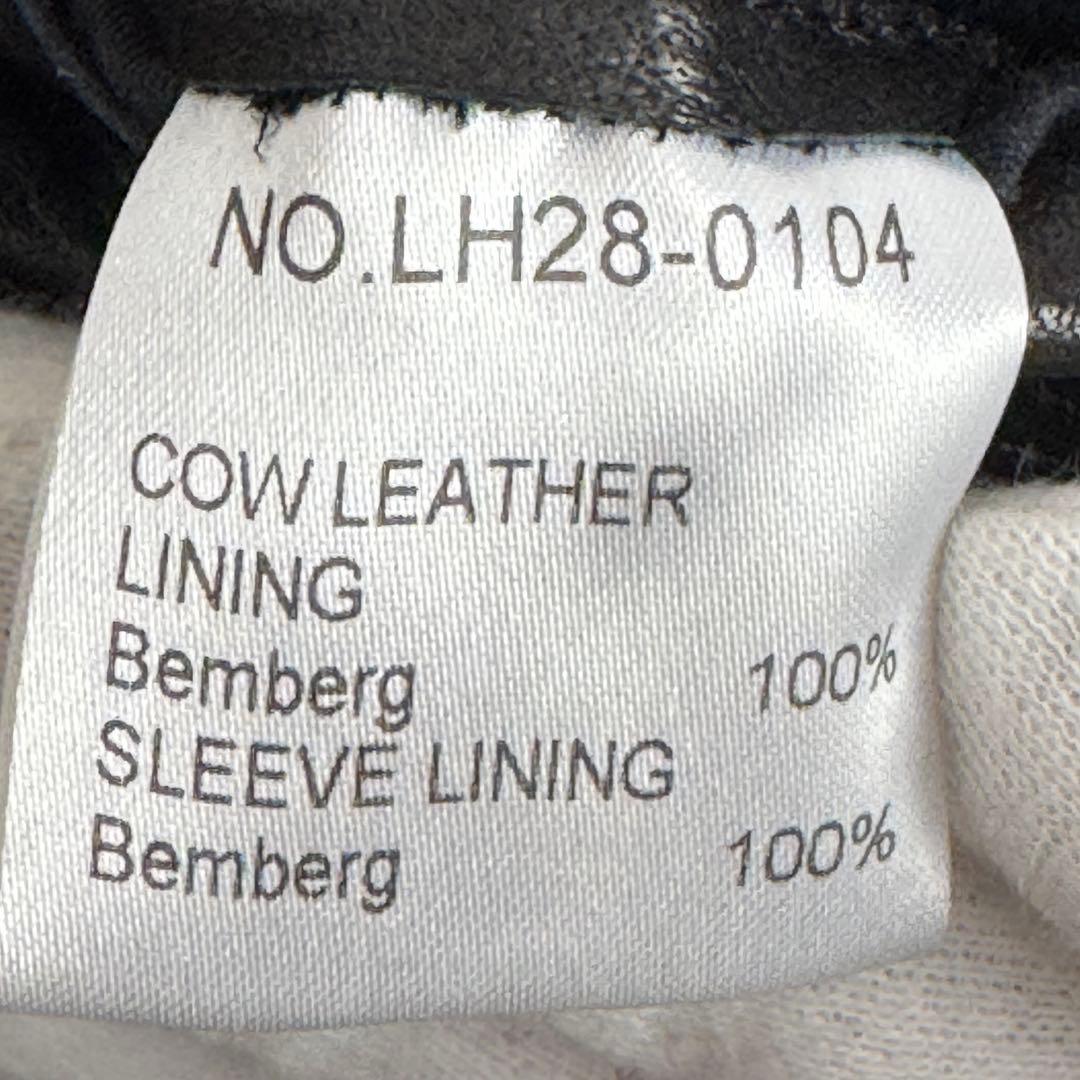 NO.LH28-0104
COW LEATHER
LINING
Bemberg 100%
SLEEVE LINING
Bemberg 100%